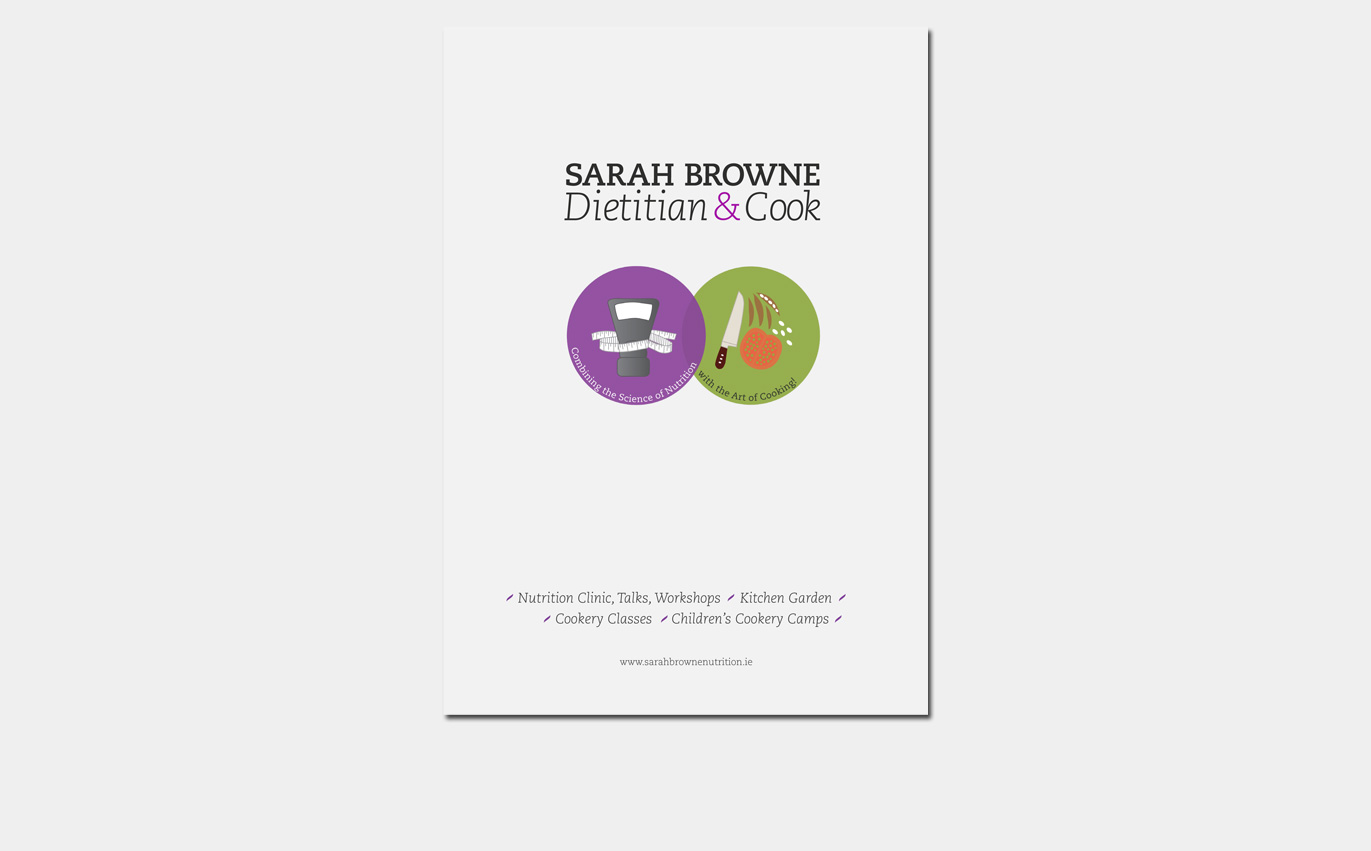 SARAH BROWNE
Dietitian & Cook
Combining the Science of Nutrition
with the Art of Cooking!
Nutrition Clinic, Talks, Workshops Kitchen Garden
Cookery Classes Children's Cookery Camps
www.sarahbrownenutrition.ie